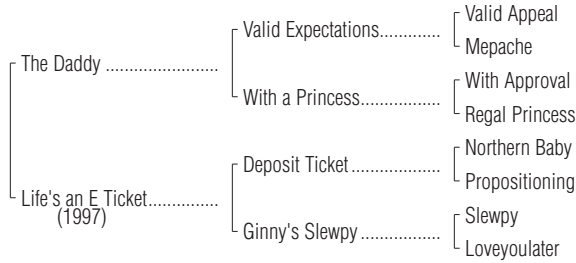 Valid Appeal
Valid Expectations.............
Mepache
The Daddy ........................
With Approval
With a Princess.................
Regal Princess
Northern Baby
Deposit Ticket...................
Propositioning
Life's an E Ticket...............
(1997)
Slewpy
Ginny's Slewpy .................
Loveyoulater